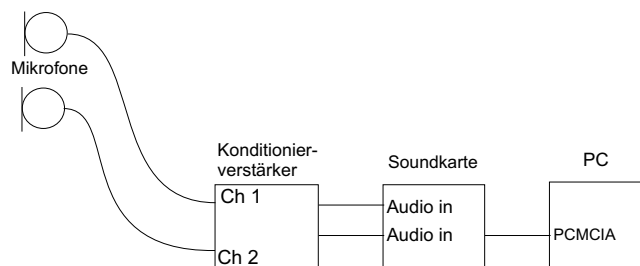 Mikrofone
Konditionier-
verstärker
Soundkarte
PC
Ch 1
Audio in
Audio in
PCMCIA
Ch 2